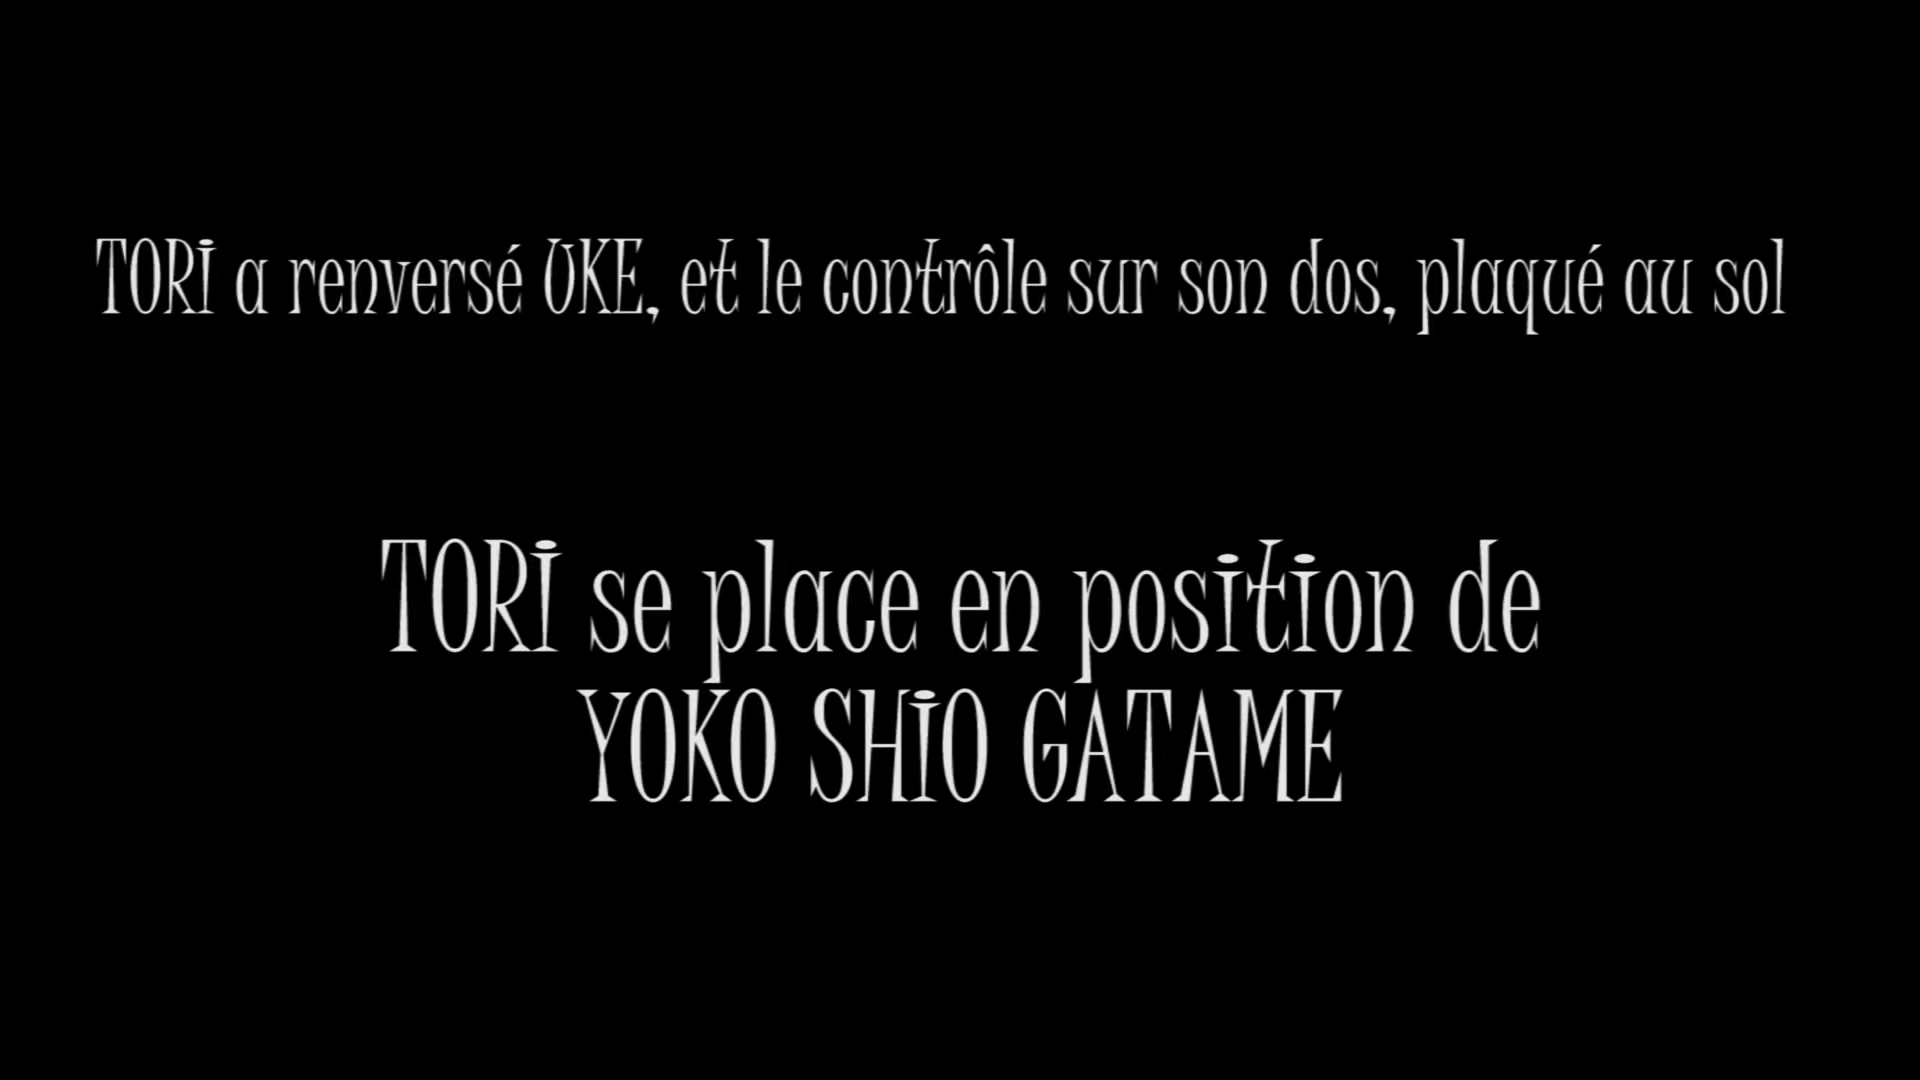 TORI a renversé UKE, et le contrôle sur son dos, plaqué au sol
TORI se place en position de
YOKO SHIO GATAME